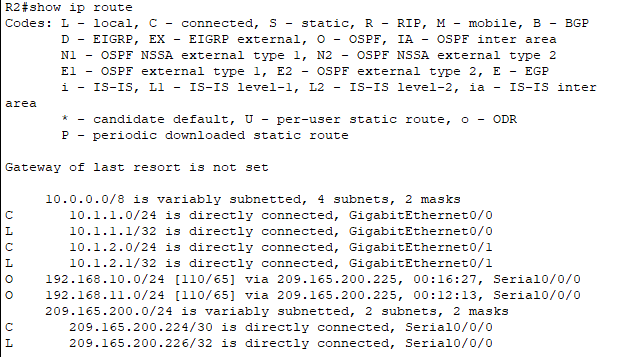 R2#show ip route
Codes: L - local, C - connected, S - static, R - RIP, M - mobile, B - BGP
       D - EIGRP, EX - EIGRP external, O - OSPF, IA - OSPF inter area
       N1 - OSPF NSSA external type 1, N2 - OSPF NSSA external type 2
       E1 - OSPF external type 1, E2 - OSPF external type 2, E - EGP
       i - IS-IS, L1 - IS-IS level-1, L2 - IS-IS level-2, ia - IS-IS inter
area
       * - candidate default, U - per-user static route, o - ODR
       P - periodic downloaded static route

Gateway of last resort is not set

     10.0.0.0/8 is variably subnetted, 4 subnets, 2 masks
C       10.1.1.0/24 is directly connected, GigabitEthernet0/0
L       10.1.1.1/32 is directly connected, GigabitEthernet0/0
C       10.1.2.0/24 is directly connected, GigabitEthernet0/1
L       10.1.2.1/32 is directly connected, GigabitEthernet0/1
O    192.168.10.0/24 [110/65] via 209.165.200.225, 00:16:27, Serial0/0/0
O    192.168.11.0/24 [110/65] via 209.165.200.225, 00:12:13, Serial0/0/0
     209.165.200.0/24 is variably subnetted, 2 subnets, 2 masks
C       209.165.200.224/30 is directly connected, Serial0/0/0
L       209.165.200.226/32 is directly connected, Serial0/0/0